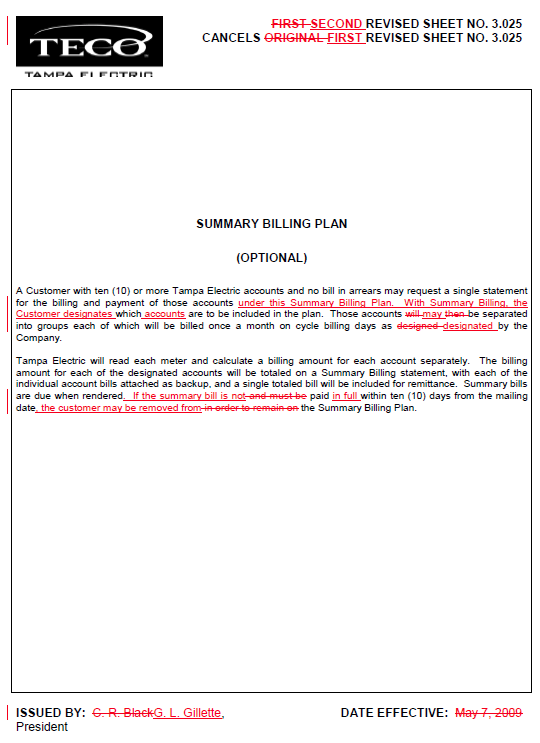 FIRST SECOND REVISED SHEET NO. 3.025
CANCELS ORIGINAL FIRST REVISED SHEET NO. 3.025
TECO
TAMPA ELECTRIC
SUMMARY BILLING PLAN
(OPTIONAL)
A Customer with ten (10) or more Tampa Electric accounts and no bill in arrears may request a single statement
for the billing and payment of those accounts under this Summary Billing Plan. With Summary Billing, the
Customer designates which accounts are to be included in the plan. Those accounts will may then be separated
into groups each of which will be billed once a month on cycle billing days as designed designated by the
Company.
Tampa Electric will read each meter and calculate a billing amount for each account separately. The billing
amount for each of the designated accounts will be totaled on a Summary Billing statement, with each of the
individual account bills attached as backup, and a single totaled bill will be included for remittance. Summary bills
are due when rendered. If the summary bill is not and must be paid in full within ten (10) days from the mailing
date, the customer may be removed from in order to remain on the Summary Billing Plan.
ISSUED BY: C. R. BlackG. L. Gillette, DATE EFFECTIVE: May 7, 2009
President